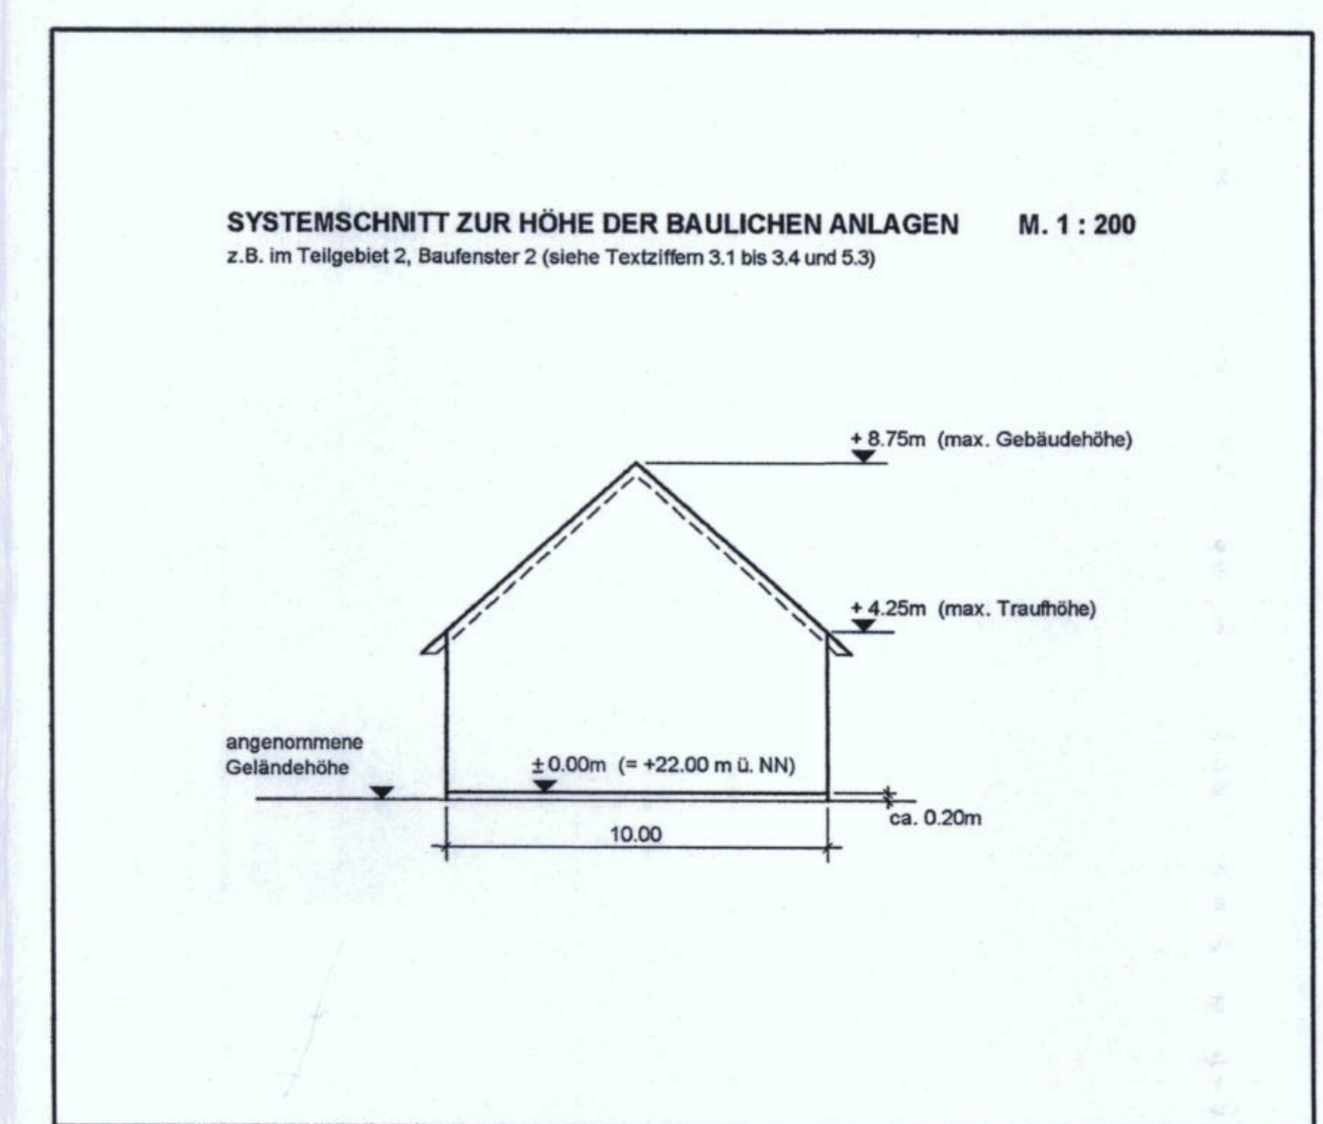 SYSTEMSCHNITT ZUR HÖHE DER BAULICHEN ANLAGEN M. 1 : 200
z.B. im Teilgebiet 2, Baufenster 2 (siehe Textziffern 3.1 bis 3.4 und 5.3)
+ 8.75m (max. Gebäudehöhe)
+ 4.25m (max. Traufhöhe)
angenommene
Geländehöhe
± 0.00m (= +22.00 m ü. NN)
ca. 0.20m
10.00